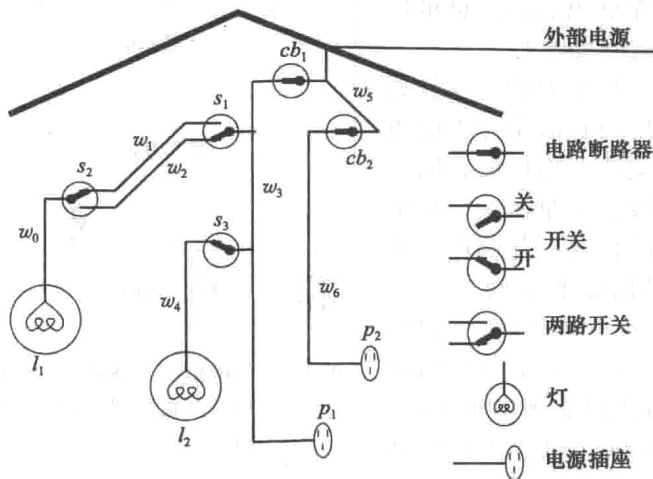 外部电源
cb₁
w₅
s₁
cb₂
w₁
w₂
s₂
w₃
s₃
w₀
w₄
w₆
l₁
p₂
l₂
p₁
电路断路器
关
开关
开
两路开关
灯
电源插座